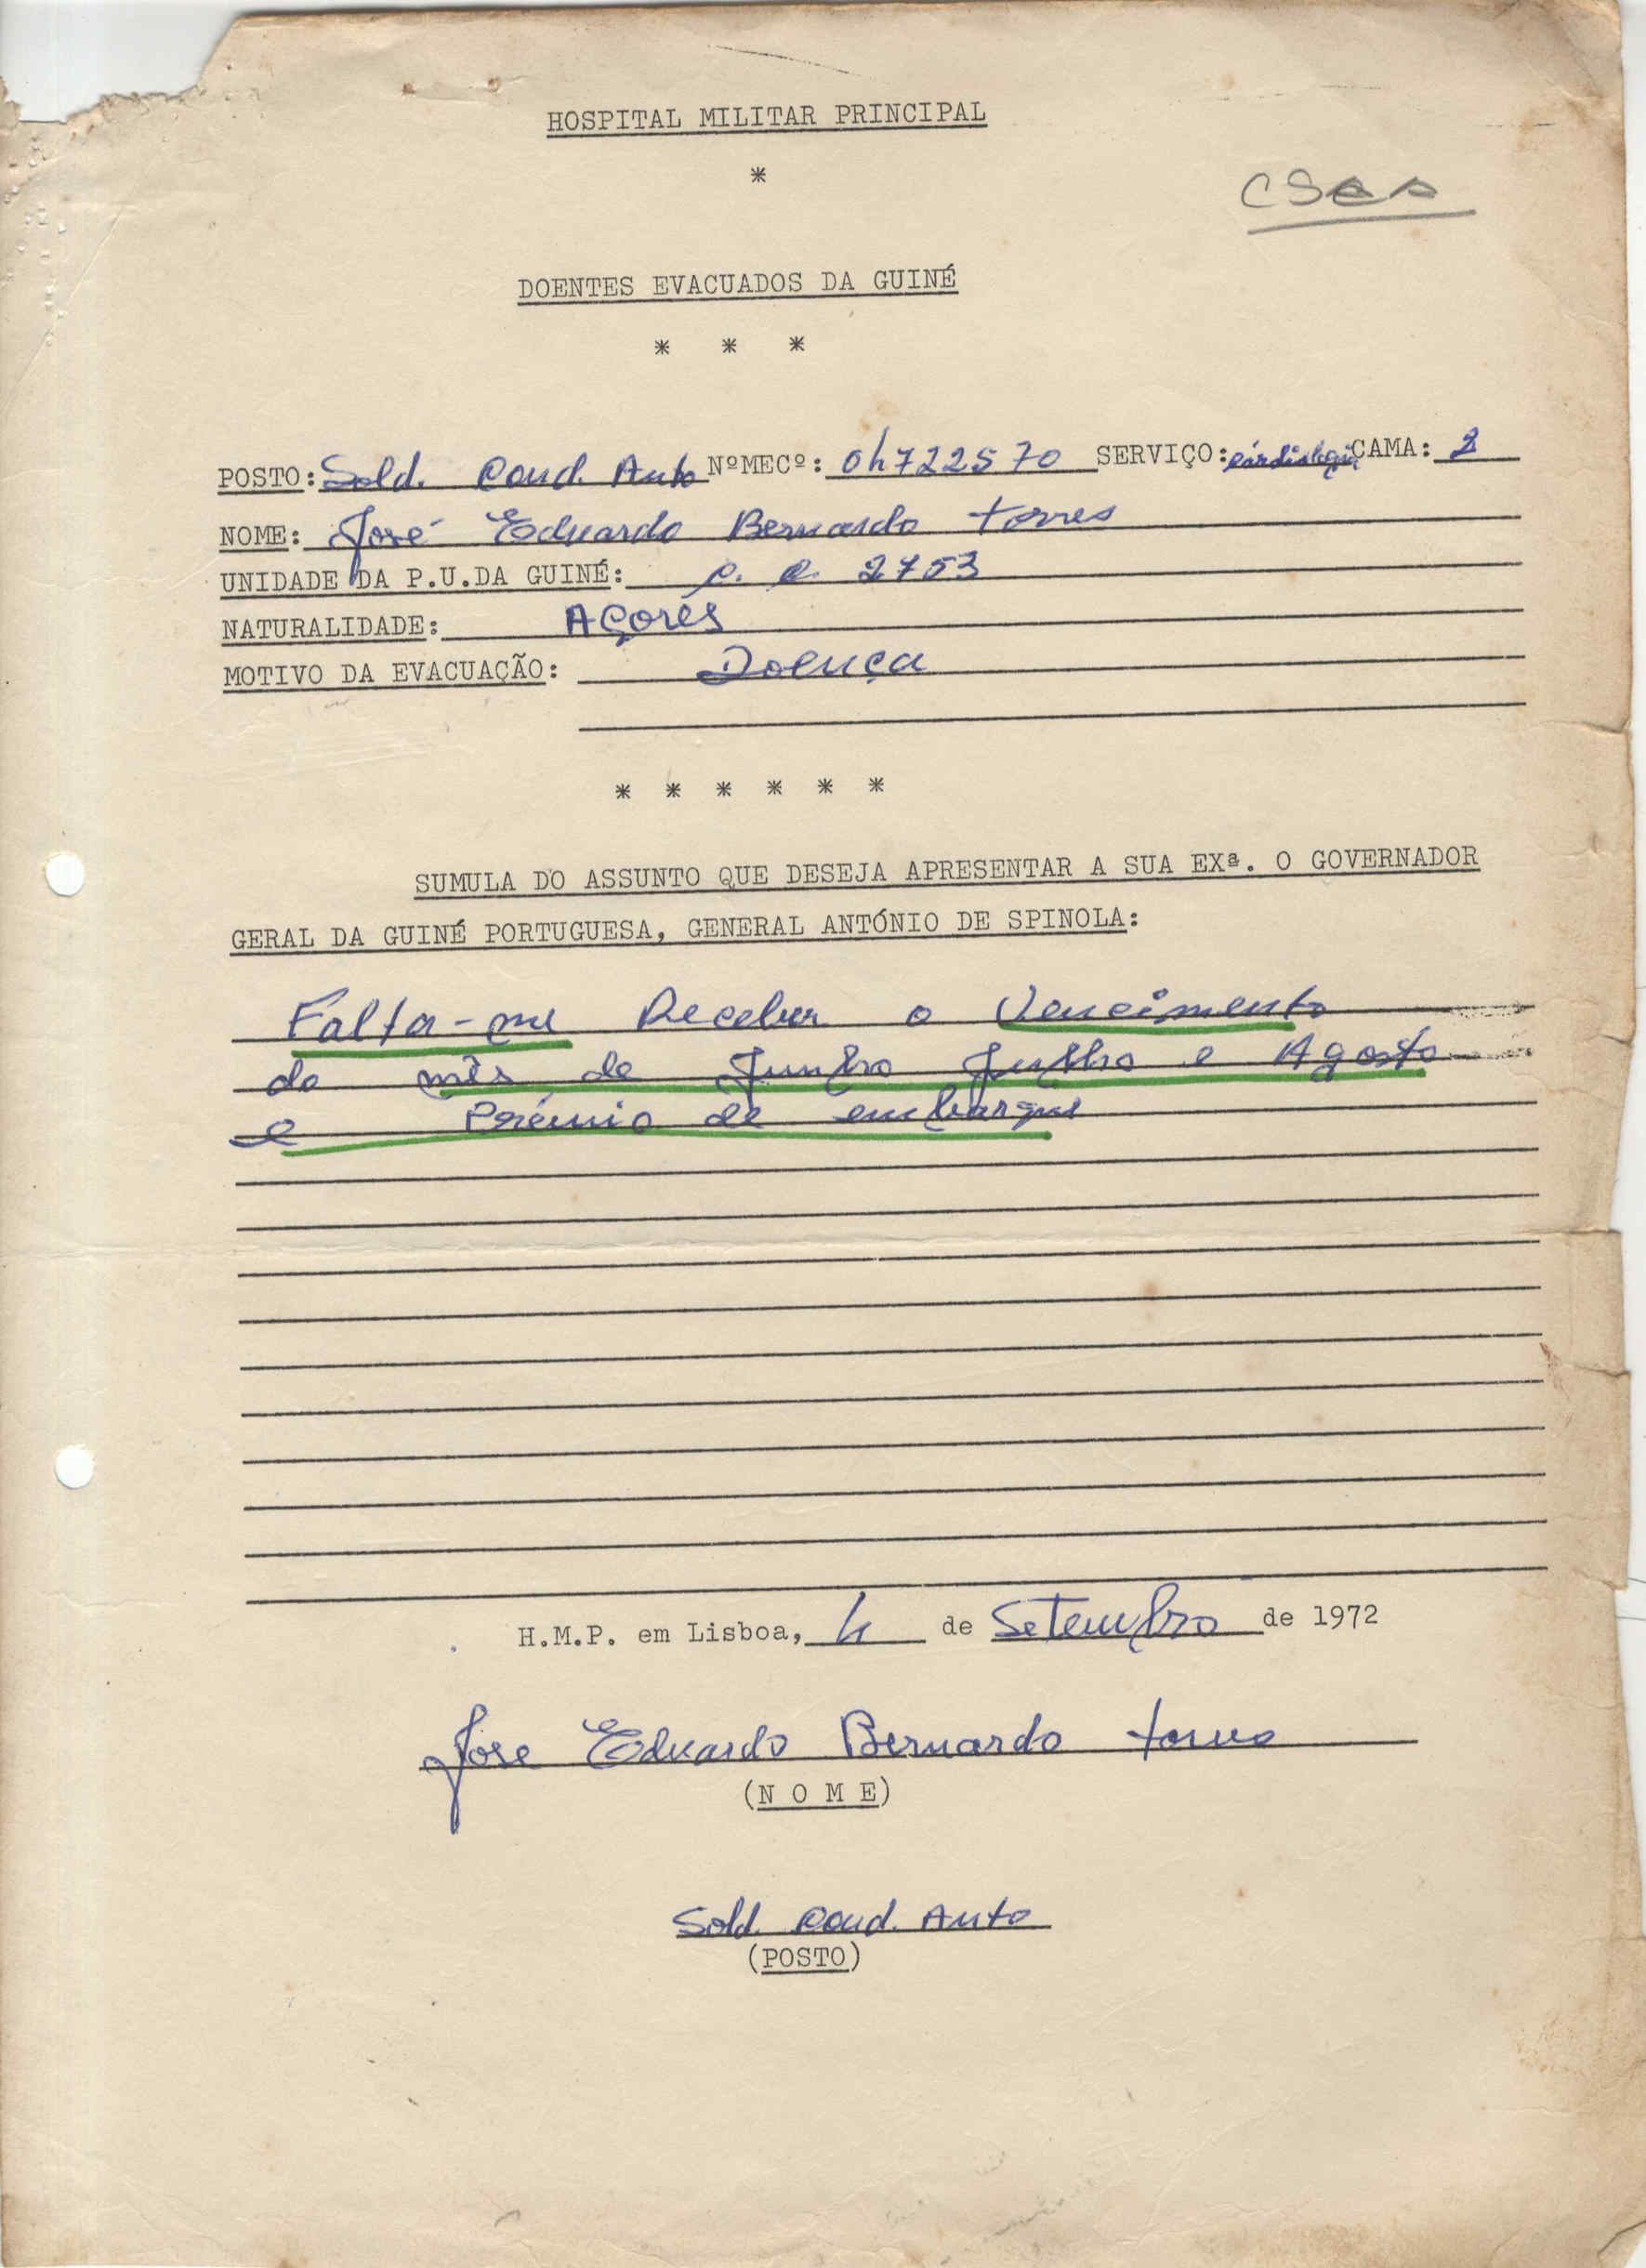 HOSPITAL MILITAR PRINCIPAL
*
DOENTES EVACUADOS DA GUINÉ
* * *
POSTO: Sold. Cond. Auto NºMECº: 04722570 SERVIÇO: cárdiologia CAMA: 2
NOME: José Eduardo Bernardo torres
UNIDADE DA P.U.DA GUINÉ: C. C. 2753
NATURALIDADE: AÇores
MOTIVO DA EVACUAÇÃO: Doença
* * * * * *
SUMULA DO ASSUNTO QUE DESEJA APRESENTAR A SUA EXª. O GOVERNADOR
GERAL DA GUINÉ PORTUGUESA, GENERAL ANTÓNIO DE SPINOLA:
Falta-me Receber o Vencimento
do mês de Junho Julho e Agosto
e Prémio de embarque
H.M.P. em Lisboa, 4 de Setembro de 1972
Jose Eduardo Bernardo torres
(N O M E)
Sold. Cond. Auto
(POSTO)